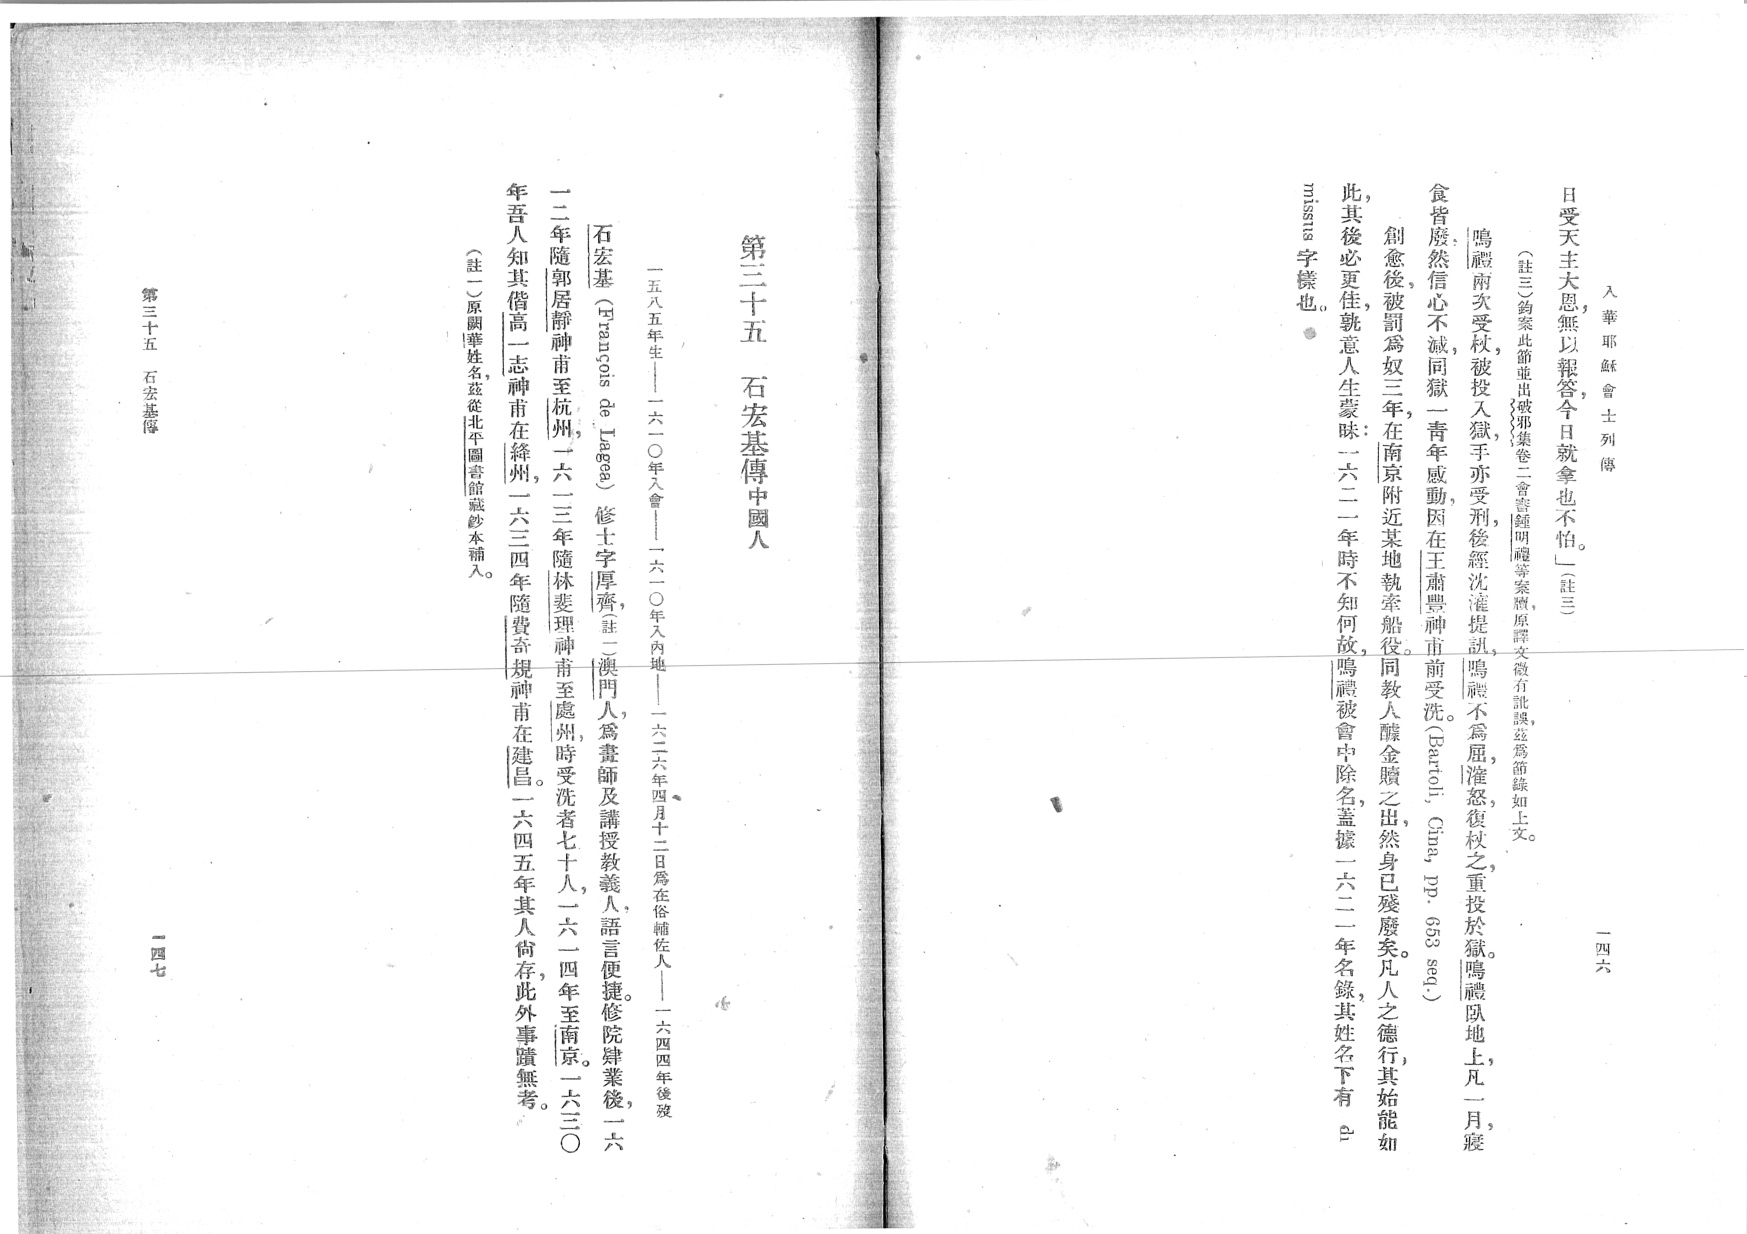 入華耶穌會士列傳
一四六
日受天主大恩，無以報答，今日就拿也不怕。」（註三）
（註三）鈞案此節並出破邪集卷二會審鍾明禮等案牘，原譯文微有訛誤，茲爲節錄如上文。
鳴禮兩次受杖，被投入獄，手亦受刑，後經沈㴶提訊，鳴禮不爲屈，㴶怒，復杖之，重投於獄。鳴禮臥地上，凡一月，寢
食皆廢，然信心不減，同獄一靑年感動，因在王肅豐神甫前受洗。(Bartoli, Cina, pp. 653 seq.)
創愈後，被罰爲奴三年，在南京附近某地執牽船役。同教人醵金贖之出，然身已殘廢矣。凡人之德行，其始能如
此，其後必更佳，孰意人生蒙昧：一六二一年時不知何故，鳴禮被會中除名，蓋據一六二一年名錄，其姓名下有 di
missus 字樣也。
第三十五　石宏基傳　中國人
一五八五年生——一六一〇年入會——一六一〇年入內地——一六二六年四月十二日爲在俗輔佐人——一六四四年後歿
石宏基（François de Lagea）修士字厚齊，（註一）澳門人，爲畫師及講授教義人，語言便捷。修院肄業後，一六
一二年隨郭居靜神甫至杭州，一六一三年隨林斐理神甫至處州，時受洗者七十人，一六一四年至南京。一六三〇
年吾人知其偕高一志神甫在絳州，一六三四年隨費奇規神甫在建昌。一六四五年其人尙存，此外事蹟無考。
（註一）原闕華姓名，茲從北平圖書館藏鈔本補入。
第三十五　石宏基傳
一四七